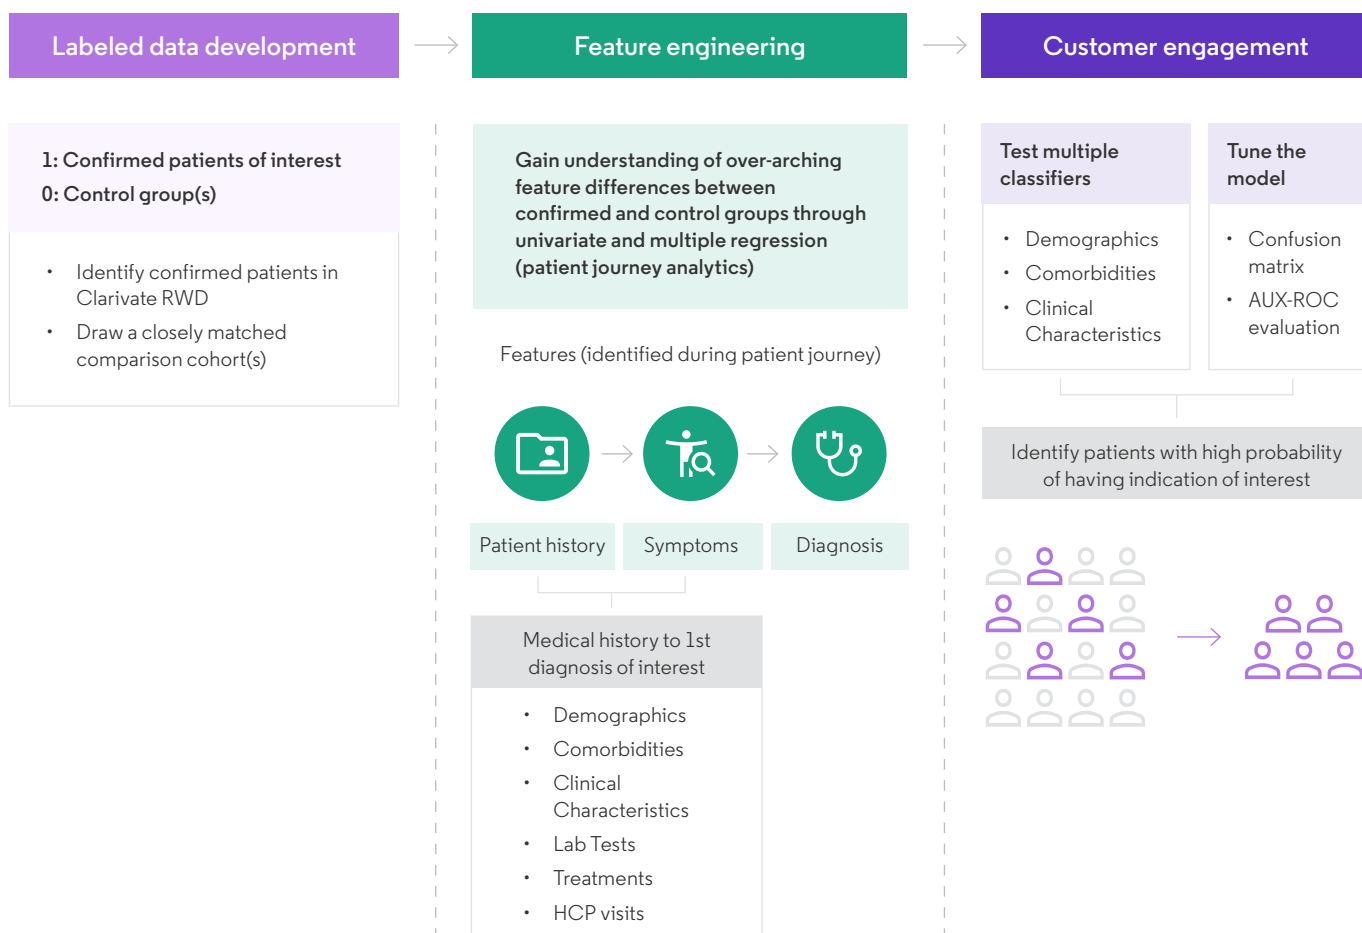 Labeled data development
Feature engineering
Customer engagement
1: Confirmed patients of interest
0: Control group(s)
• Identify confirmed patients in
Clarivate RWD
• Draw a closely matched
comparison cohort(s)
Gain understanding of over-arching
feature differences between
confirmed and control groups through
univariate and multiple regression
(patient journey analytics)
Features (identified during patient journey)
Patient history
Symptoms
Diagnosis
Medical history to 1st
diagnosis of interest
• Demographics
• Comorbidities
• Clinical
Characteristics
• Lab Tests
• Treatments
• HCP visits
Test multiple
classifiers
• Demographics
• Comorbidities
• Clinical
Characteristics
Tune the
model
• Confusion
matrix
• AUX-ROC
evaluation
Identify patients with high probability
of having indication of interest